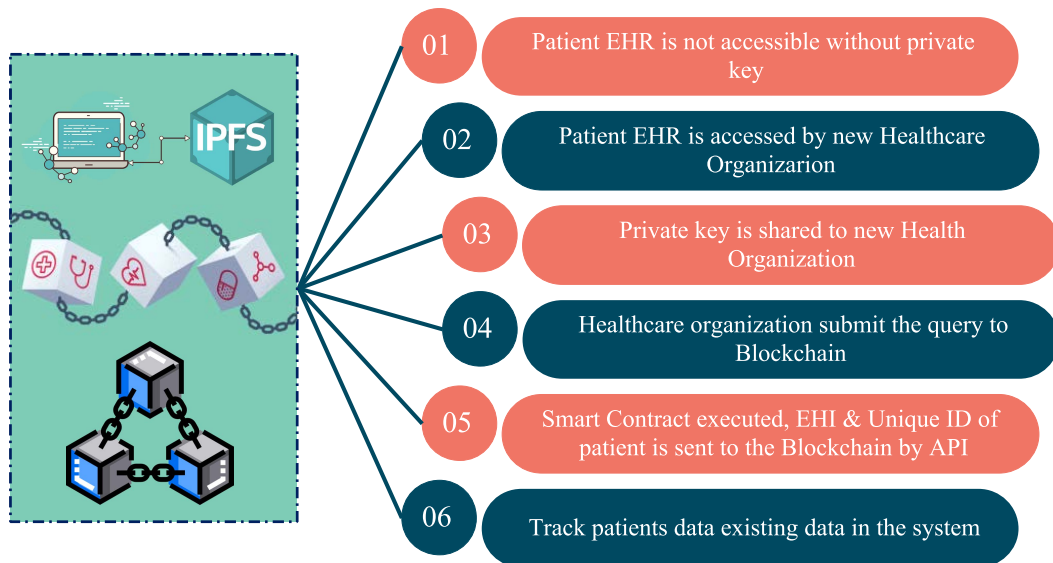 IPFS
01
Patient EHR is not accessible without private
key
02
Patient EHR is accessed by new Healthcare
Organizarion
03
Private key is shared to new Health
Organization
04
Healthcare organization submit the query to
Blockchain
05
Smart Contract executed, EHI & Unique ID of
patient is sent to the Blockchain by API
06
Track patients data existing data in the system